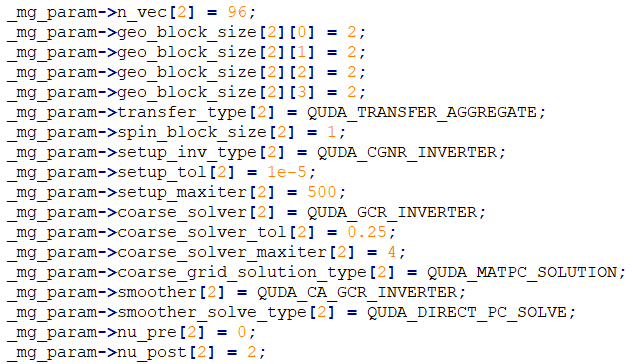 _mg_param->n_vec[2] = 96;
_mg_param->geo_block_size[2][0] = 2;
_mg_param->geo_block_size[2][1] = 2;
_mg_param->geo_block_size[2][2] = 2;
_mg_param->geo_block_size[2][3] = 2;
_mg_param->transfer_type[2] = QUDA_TRANSFER_AGGREGATE;
_mg_param->spin_block_size[2] = 1;
_mg_param->setup_inv_type[2] = QUDA_CGNR_INVERTER;
_mg_param->setup_tol[2] = 1e-5;
_mg_param->setup_maxiter[2] = 500;
_mg_param->coarse_solver[2] = QUDA_GCR_INVERTER;
_mg_param->coarse_solver_tol[2] = 0.25;
_mg_param->coarse_solver_maxiter[2] = 4;
_mg_param->coarse_grid_solution_type[2] = QUDA_MATPC_SOLUTION;
_mg_param->smoother[2] = QUDA_CA_GCR_INVERTER;
_mg_param->smoother_solve_type[2] = QUDA_DIRECT_PC_SOLVE;
_mg_param->nu_pre[2] = 0;
_mg_param->nu_post[2] = 2;